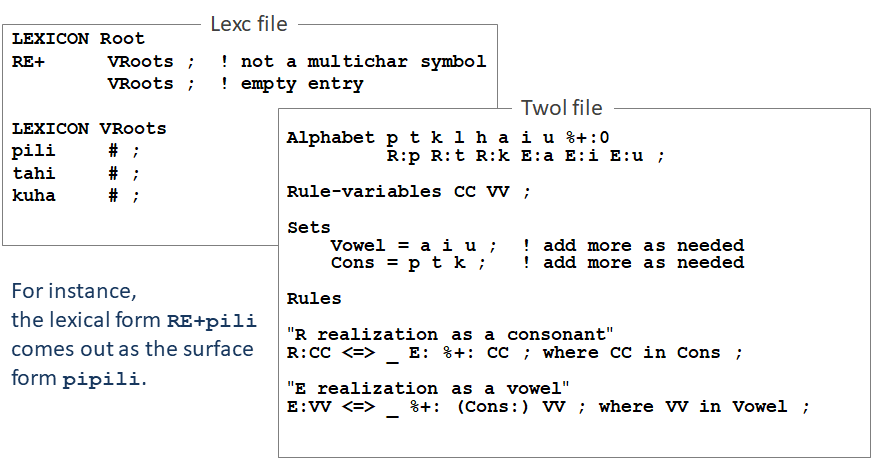 Lexc file
LEXICON Root
RE+ VRoots ; ! not a multichar symbol
VRoots ; ! empty entry
LEXICON VRoots
pili # ;
tahi # ;
kuha # ;
For instance,
the lexical form RE+pili
comes out as the surface
form pipili.
Twol file
Alphabet p t k l h a i u %+:0
R:p R:t R:k E:a E:i E:u ;
Rule-variables CC VV ;
Sets
Vowel = a i u ; ! add more as needed
Cons = p t k ; ! add more as needed
Rules
"R realization as a consonant"
R:CC <=> _ E: %+: CC ; where CC in Cons ;
"E realization as a vowel"
E:VV <=> _ %+: (Cons:) VV ; where VV in Vowel ;